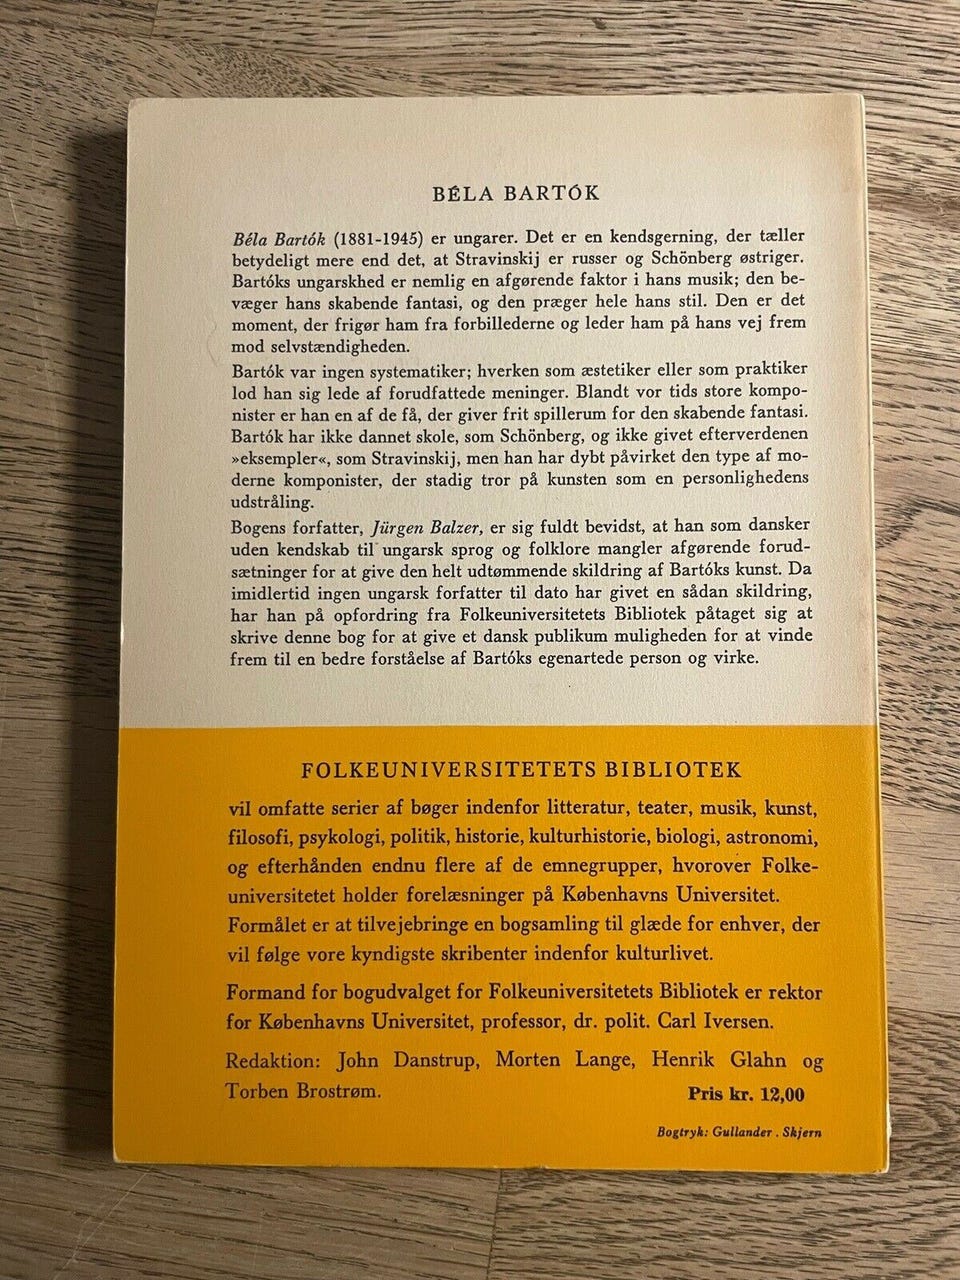 BÉLA BARTÓK
Béla Bartók (1881-1945) er ungarer. Det er en kendsgerning, der tæller
betydeligt mere end det, at Stravinskij er russer og Schönberg østriger.
Bartóks ungarskhed er nemlig en afgørende faktor i hans musik; den be-
væger hans skabende fantasi, og den præger hele hans stil. Den er det
moment, der frigør ham fra forbillederne og leder ham på hans vej frem
mod selvstændigheden.
Bartók var ingen systematiker; hverken som æstetiker eller som praktiker
lod han sig lede af forudfattede meninger. Blandt vor tids store kompo-
nister er han en af de få, der giver frit spillerum for den skabende fantasi.
Bartók har ikke dannet skole, som Schönberg, og ikke givet efterverdenen
»eksempler«, som Stravinskij, men han har dybt påvirket den type af mo-
derne komponister, der stadig tror på kunsten som en personlighedens
udstråling.
Bogens forfatter, Jürgen Balzer, er sig fuldt bevidst, at han som dansker
uden kendskab til ungarsk sprog og folklore mangler afgørende forud-
sætninger for at give den helt udtømmende skildring af Bartóks kunst. Da
imidlertid ingen ungarsk forfatter til dato har givet en sådan skildring,
har han på opfordring fra Folkeuniversitetets Bibliotek påtaget sig at
skrive denne bog for at give et dansk publikum muligheden for at vinde
frem til en bedre forståelse af Bartóks egenartede person og virke.
FOLKEUNIVERSITETETS BIBLIOTEK
vil omfatte serier af bøger indenfor litteratur, teater, musik, kunst,
filosofi, psykologi, politik, historie, kulturhistorie, biologi, astronomi,
og efterhånden endnu flere af de emnegrupper, hvorover Folke-
universitetet holder forelæsninger på Københavns Universitet.
Formålet er at tilvejebringe en bogsamling til glæde for enhver, der
vil følge vore kyndigste skribenter indenfor kulturlivet.
Formand for bogudvalget for Folkeuniversitetets Bibliotek er rektor
for Københavns Universitet, professor, dr. polit. Carl Iversen.
Redaktion: John Danstrup, Morten Lange, Henrik Glahn og
Torben Brostrøm. Pris kr. 12,00
Bogtryk: Gullander . Skjern